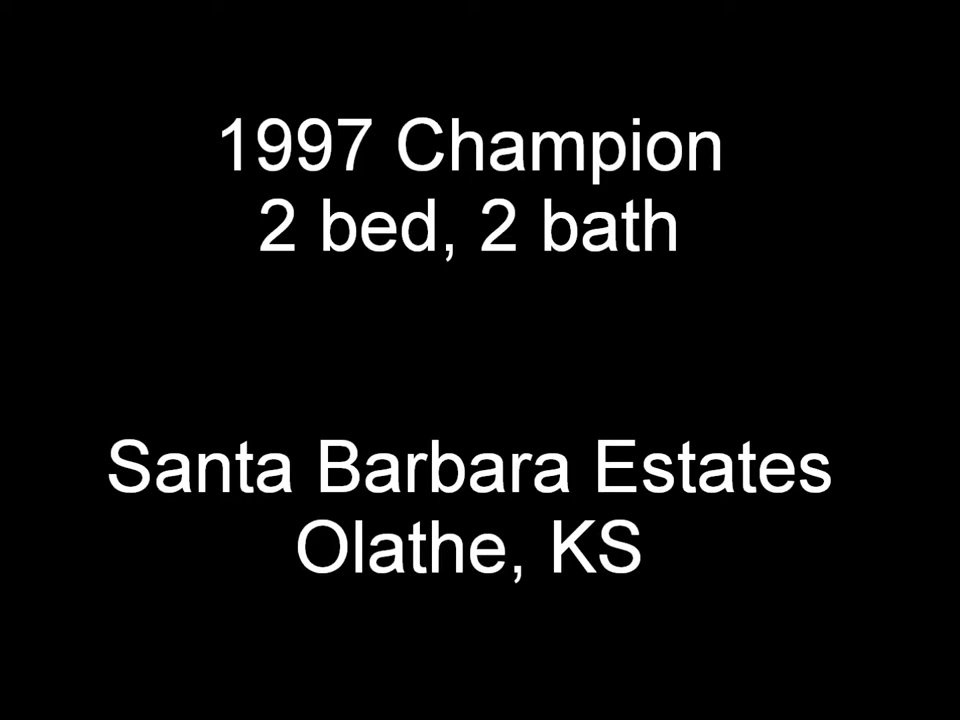 1997 Champion
2 bed, 2 bath
Santa Barbara Estates
Olathe, KS